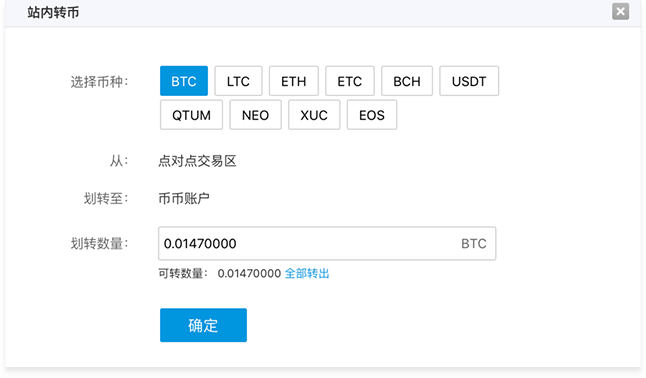 站内转币
选择币种： BTC LTC ETH ETC BCH USDT
QTUM NEO XUC EOS
从： 点对点交易区
划转至： 币币账户
划转数量： 0.01470000 BTC
可转数量： 0.01470000 全部转出
确定